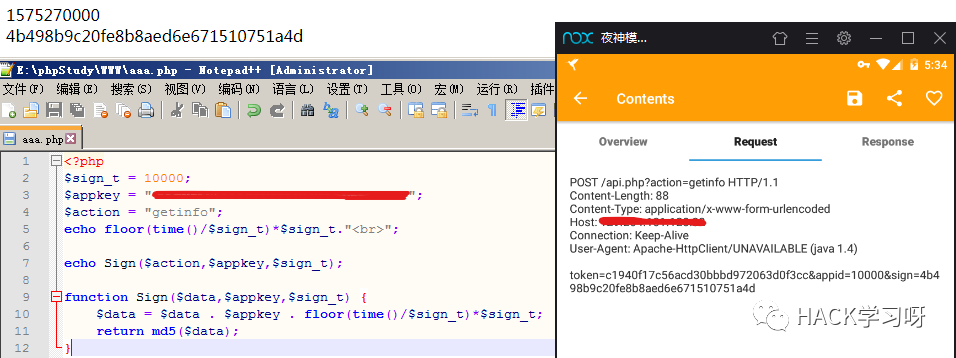 1575270000
4b498b9c20fe8b8aed6e671510751a4d
E:\phpStudy\WWW\aaa.php - Notepad++ [Administrator]
文件(F) 编辑(E) 搜索(S) 视图(V) 编码(N) 语言(L) 设置(T) 工具(O) 宏(M) 运行(R) 插件
aaa.php
1 <?php
2 $sign_t = 10000;
3 $appkey = "";
4 $action = "getinfo";
5 echo floor(time()/$sign_t)*$sign_t."<br>";
6
7 echo Sign($action,$appkey,$sign_t);
8
9 function Sign($data,$appkey,$sign_t) {
10 $data = $data . $appkey . floor(time()/$sign_t)*$sign_t;
11 return md5($data);
12 }
nox 夜神模...
5:34
Contents
Overview Request Response
POST /api.php?action=getinfo HTTP/1.1
Content-Length: 88
Content-Type: application/x-www-form-urlencoded
Host:
Connection: Keep-Alive
User-Agent: Apache-HttpClient/UNAVAILABLE (java 1.4)
token=c1940f17c56acd30bbbd972063d0f3cc&appid=10000&sign=4b4
98b9c20fe8b8aed6e671510751a4d
HACK学习呀